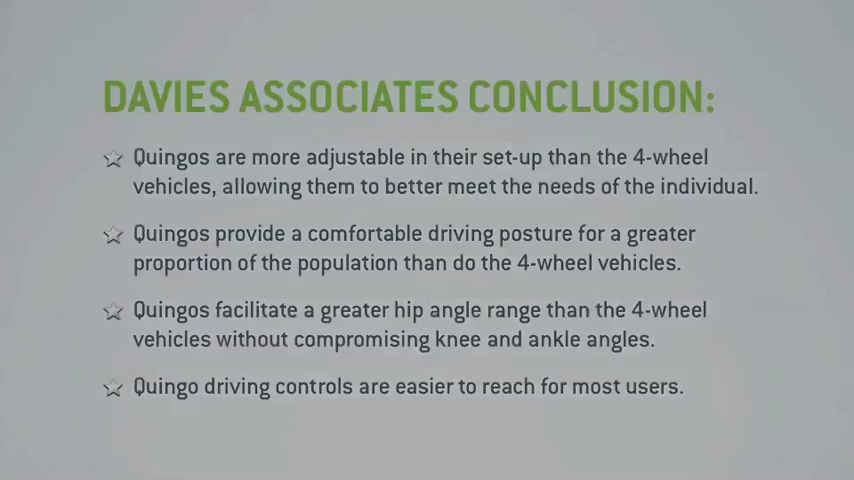 DAVIES ASSOCIATES CONCLUSION:
Quingos are more adjustable in their set-up than the 4-wheel
vehicles, allowing them to better meet the needs of the individual.
Quingos provide a comfortable driving posture for a greater
proportion of the population than do the 4-wheel vehicles.
Quingos facilitate a greater hip angle range than the 4-wheel
vehicles without compromising knee and ankle angles.
Quingo driving controls are easier to reach for most users.